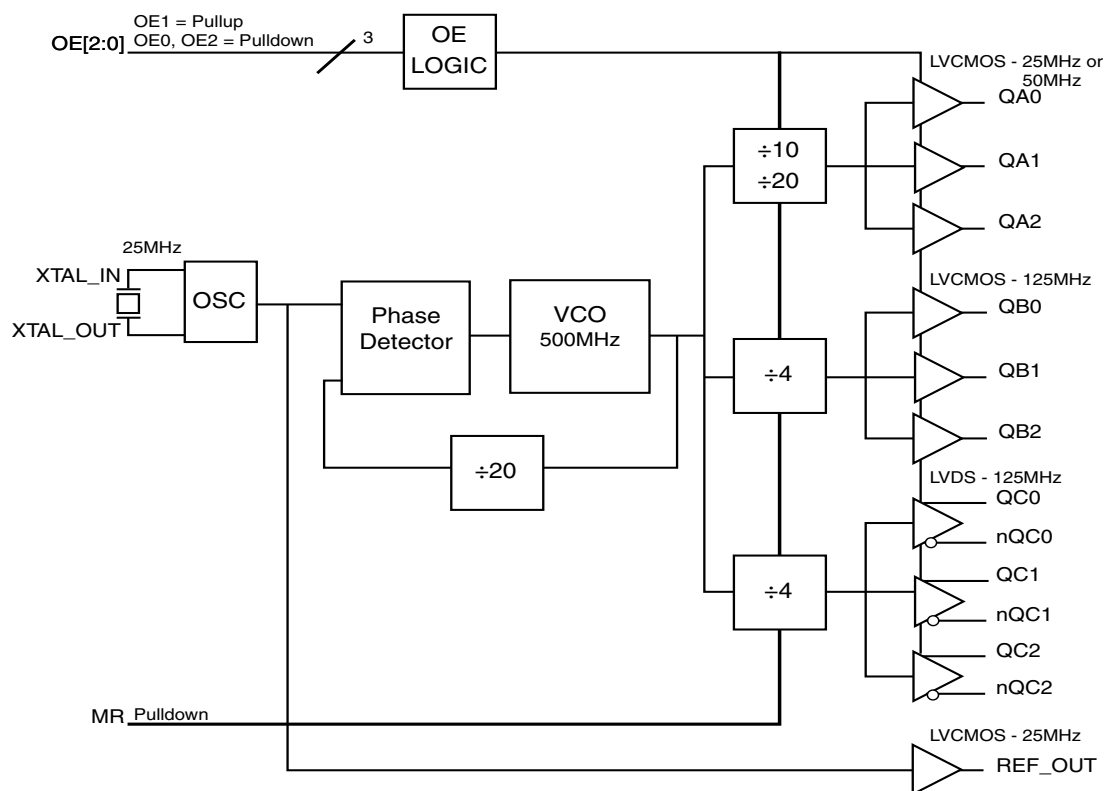 OE1 = Pullup
OE[2:0]
OE0, OE2 = Pulldown
3
OE
LOGIC
LVCMOS - 25MHz or
50MHz
QA0
÷10
÷20
QA1
QA2
25MHz
XTAL_IN
OSC
XTAL_OUT
Phase
Detector
VCO
500MHz
LVCMOS - 125MHz
QB0
÷4
QB1
QB2
÷20
LVDS - 125MHz
QC0
nQC0
÷4
QC1
nQC1
QC2
nQC2
MR
Pulldown
LVCMOS - 25MHz
REF_OUT